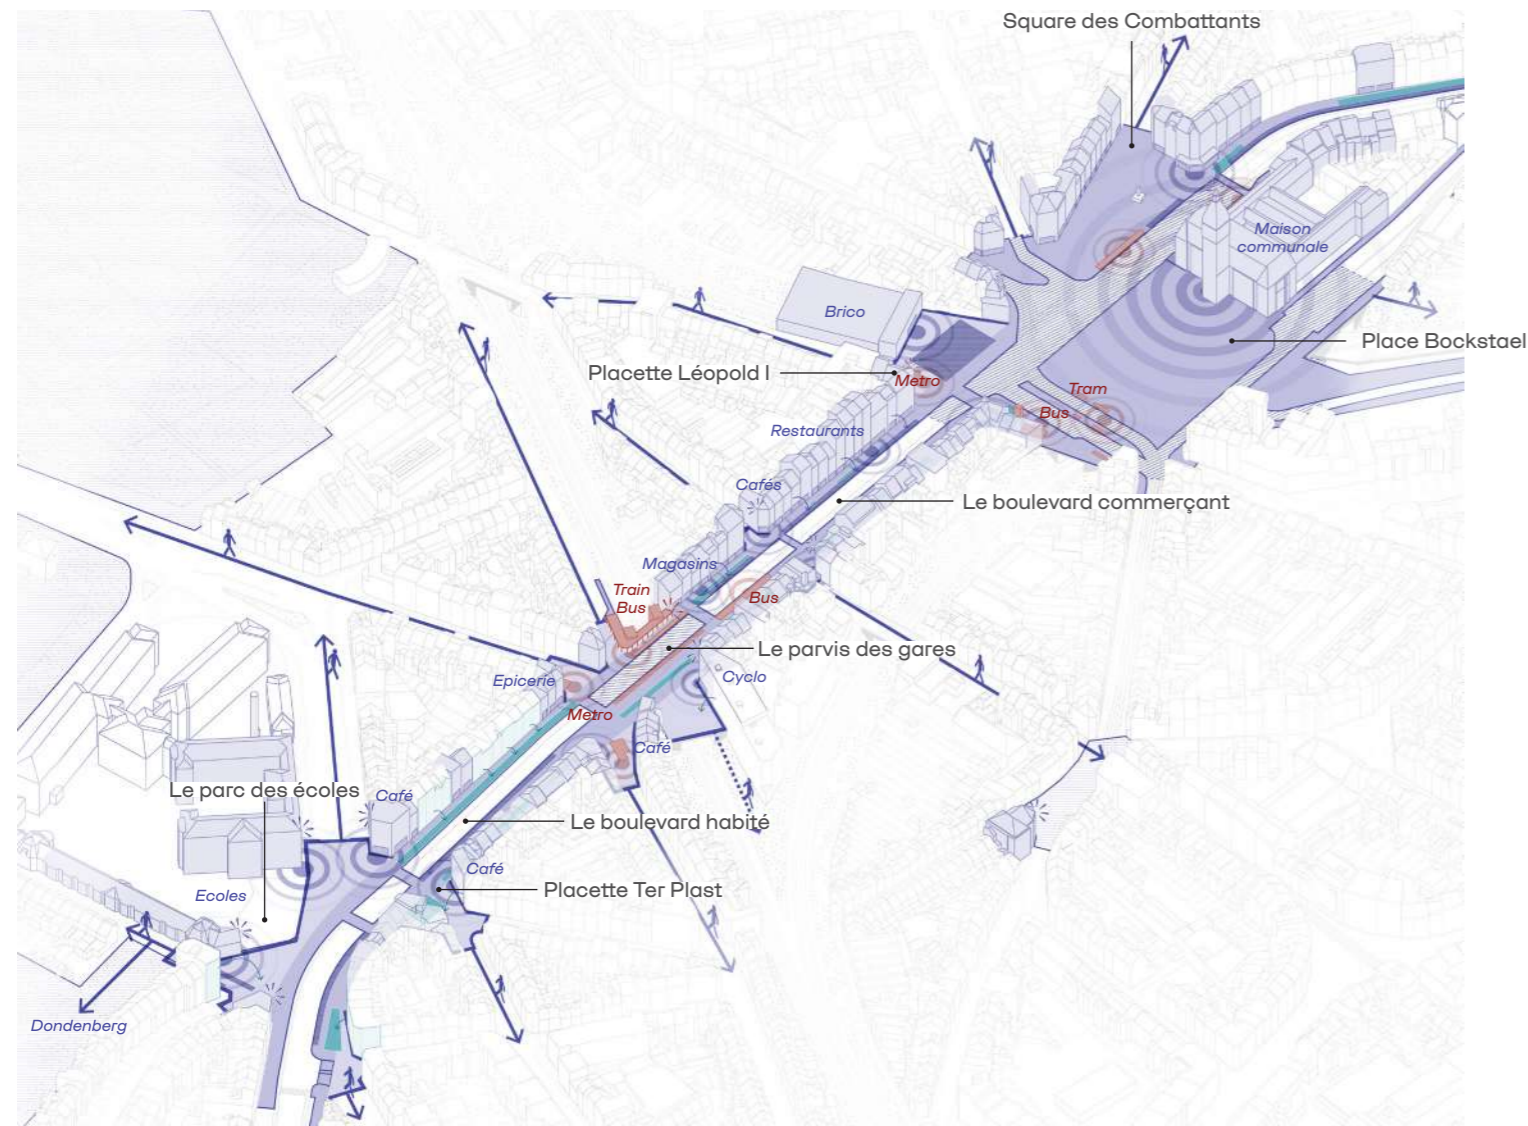 Square des Combattants
Maison
communale
Brico
Place Bockstael
Placette Léopold I
Metro
Tram
Bus
Restaurants
Cafés
Le boulevard commerçant
Magasins
Train
Bus
Bus
Le parvis des gares
Epicerie
Cyclo
Metro
Café
Le parc des écoles
Café
Le boulevard habité
Café
Ecoles
Placette Ter Plast
Dondenberg